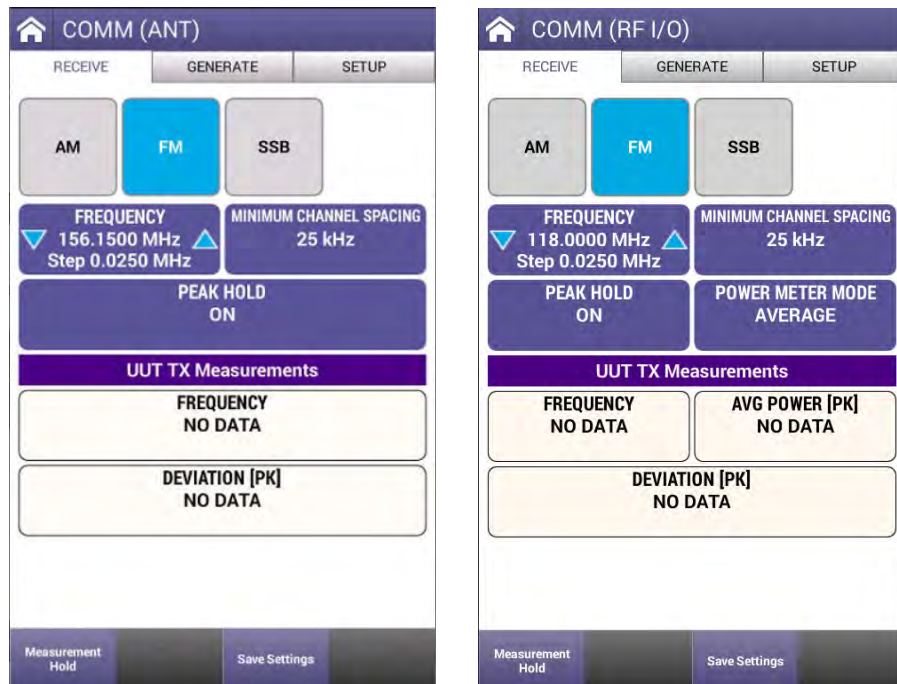 COMM (ANT)
RECEIVE
GENERATE
SETUP
AM
FM
SSB
FREQUENCY
156.1500 MHz
Step 0.0250 MHz
MINIMUM CHANNEL SPACING
25 kHz
PEAK HOLD
ON
UUT TX Measurements
FREQUENCY
NO DATA
DEVIATION [PK]
NO DATA
Measurement
Hold
Save Settings
COMM (RF I/O)
RECEIVE
GENERATE
SETUP
AM
FM
SSB
FREQUENCY
118.0000 MHz
Step 0.0250 MHz
MINIMUM CHANNEL SPACING
25 kHz
PEAK HOLD
ON
POWER METER MODE
AVERAGE
UUT TX Measurements
FREQUENCY
NO DATA
AVG POWER [PK]
NO DATA
DEVIATION [PK]
NO DATA
Measurement
Hold
Save Settings